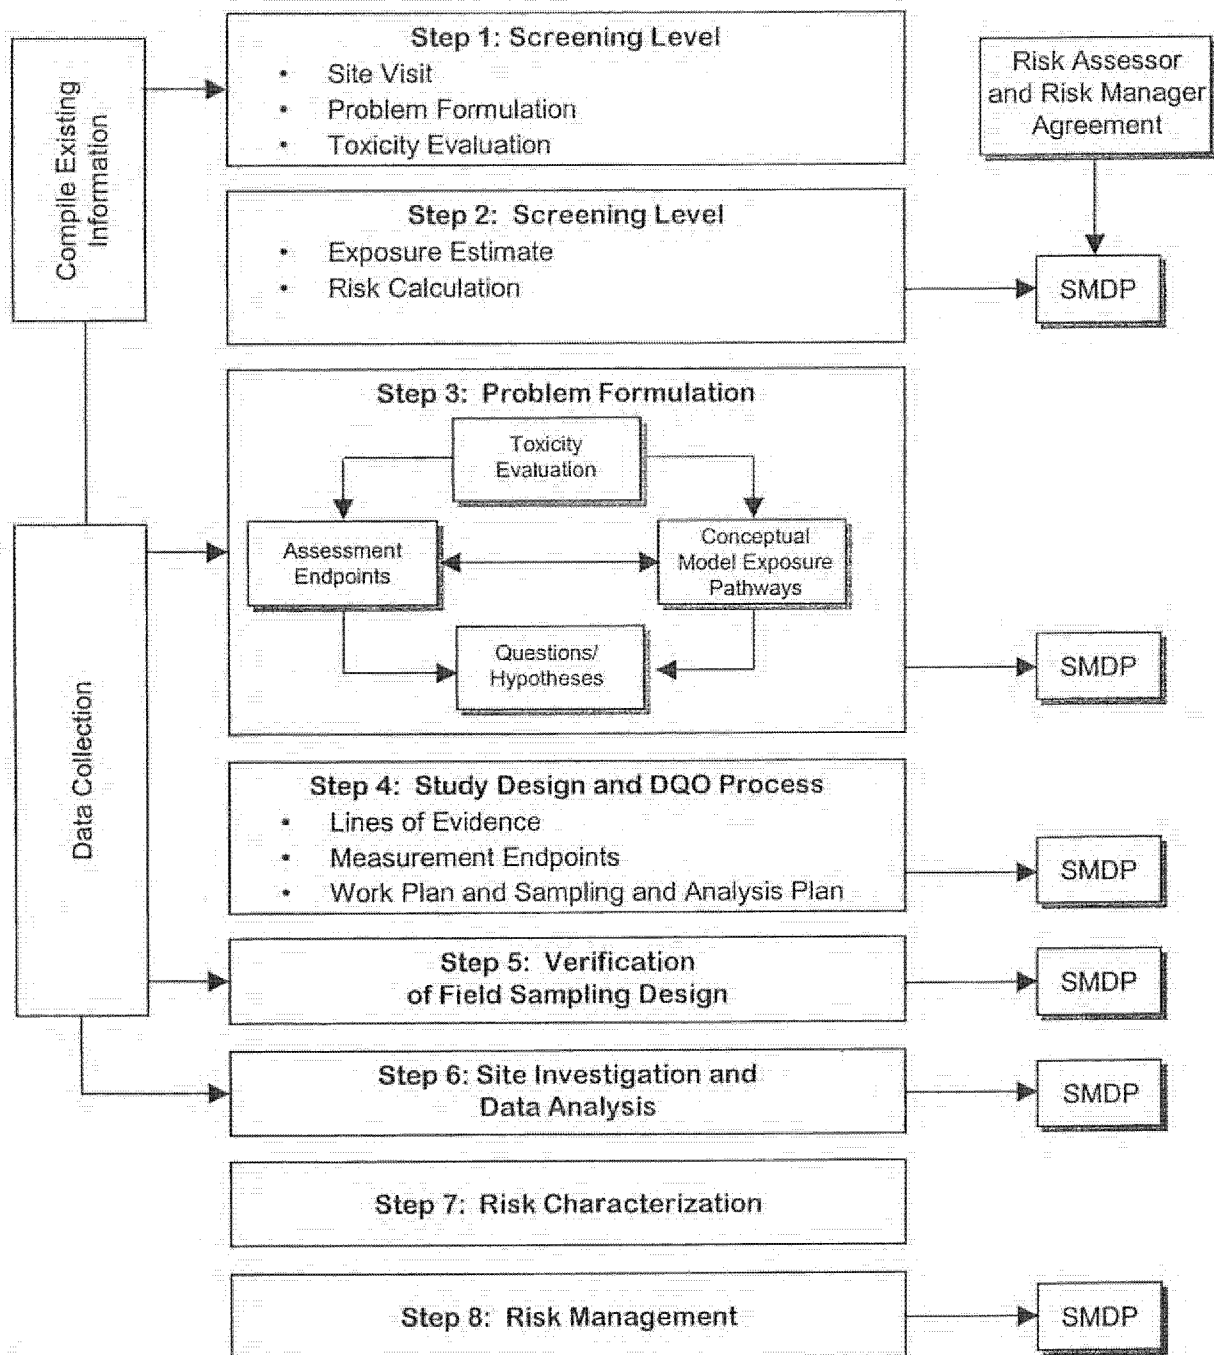 Compile Existing
Information
Step 1: Screening Level
• Site Visit
• Problem Formulation
• Toxicity Evaluation
Risk Assessor
and Risk Manager
Agreement
Step 2: Screening Level
• Exposure Estimate
• Risk Calculation
SMDP
Step 3: Problem Formulation
Toxicity
Evaluation
Assessment
Endpoints
Conceptual
Model Exposure
Pathways
Questions/
Hypotheses
SMDP
Data Collection
Step 4: Study Design and DQO Process
• Lines of Evidence
• Measurement Endpoints
• Work Plan and Sampling and Analysis Plan
SMDP
Step 5: Verification
of Field Sampling Design
SMDP
Step 6: Site Investigation and
Data Analysis
SMDP
Step 7: Risk Characterization
Step 8: Risk Management
SMDP